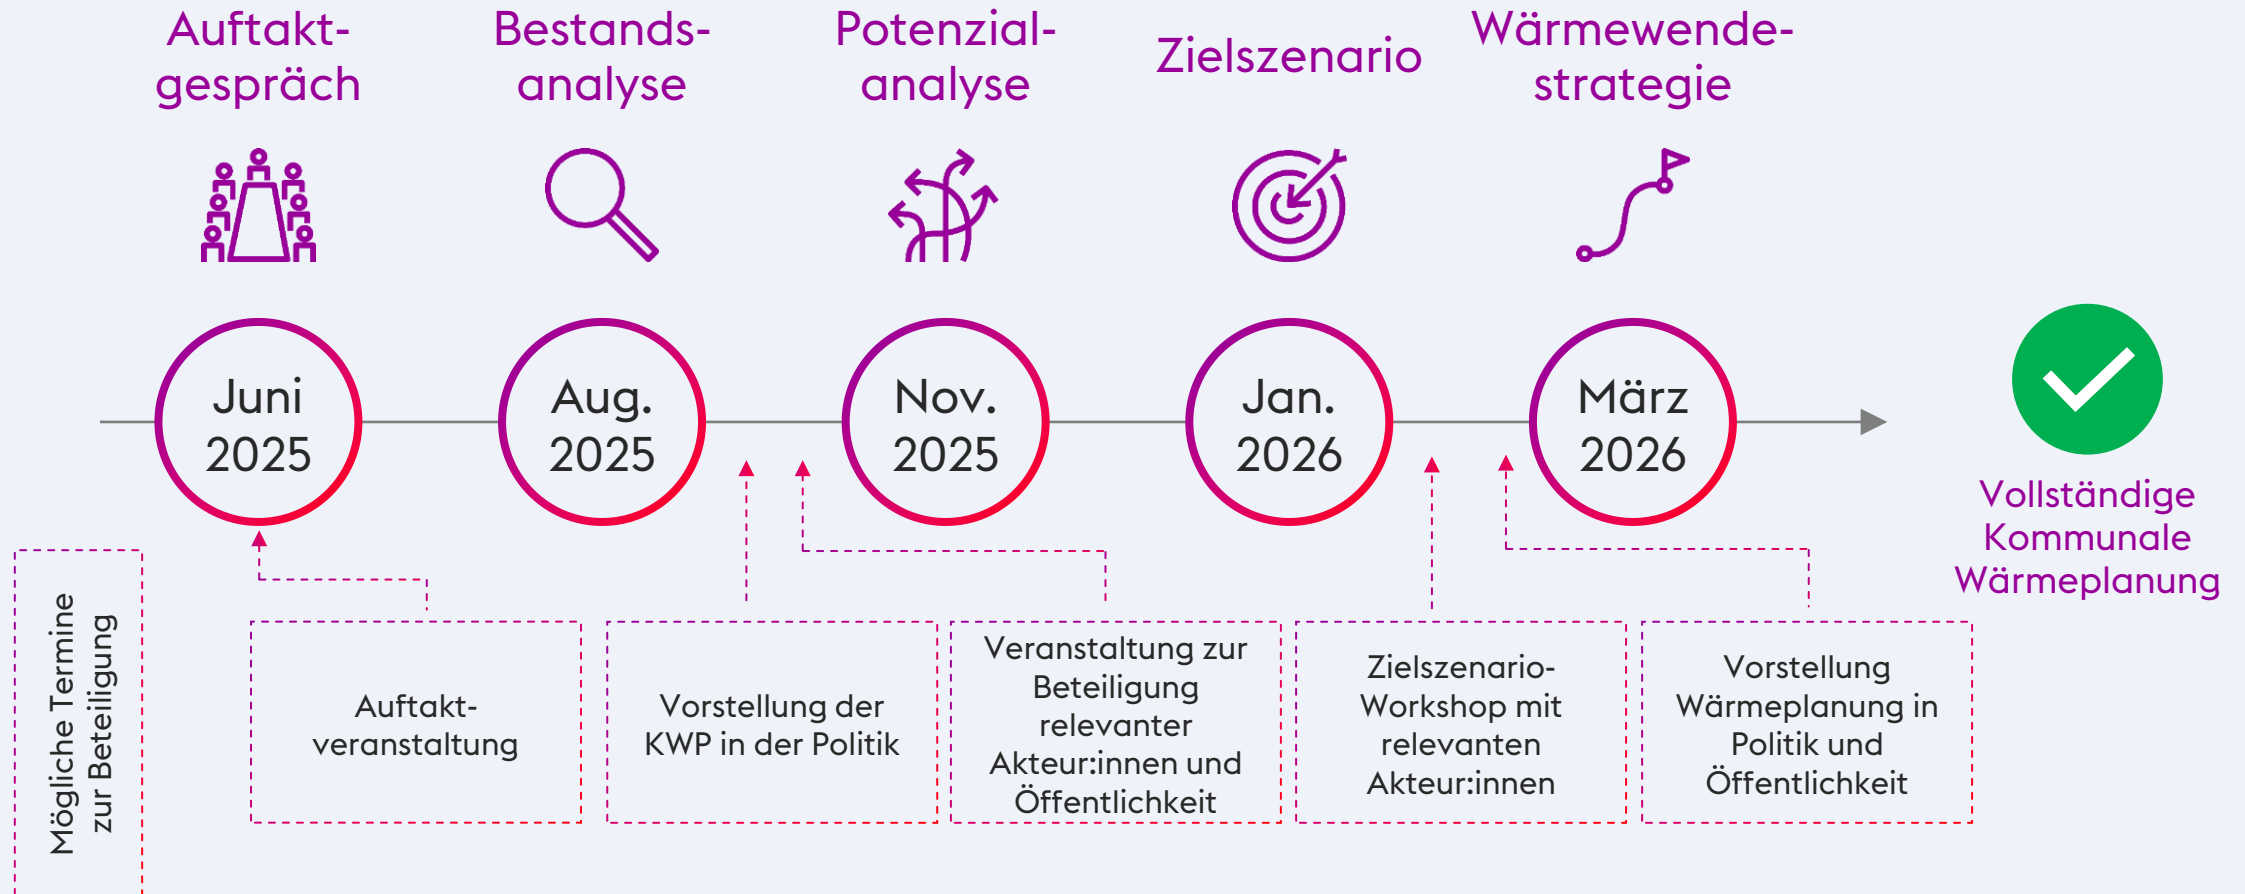 Auftakt-
gespräch
Bestands-
analyse
Potenzial-
analyse
Zielszenario
Wärmewende-
strategie
Juni
2025
Aug.
2025
Nov.
2025
Jan.
2026
März
2026
Vollständige
Kommunale
Wärmeplanung
Mögliche Termine
zur Beteiligung
Auftakt-
veranstaltung
Vorstellung der
KWP in der Politik
Veranstaltung zur
Beteiligung
relevanter
Akteur:innen und
Öffentlichkeit
Zielszenario-
Workshop mit
relevanten
Akteur:innen
Vorstellung
Wärmeplanung in
Politik und
Öffentlichkeit